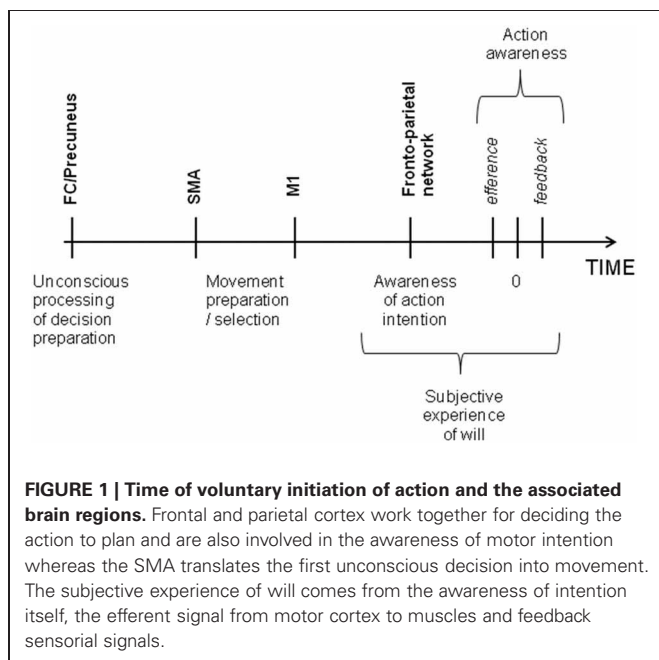 Action
awareness
FC/Precuneus
SMA
M1
Fronto-parietal
network
efference
feedback
TIME
Unconscious
processing
of decision
preparation
Movement
preparation
/ selection
Awareness
of action
intention
0
Subjective
experience
of will
FIGURE 1 | Time of voluntary initiation of action and the associated
brain regions. Frontal and parietal cortex work together for deciding the
action to plan and are also involved in the awareness of motor intention
whereas the SMA translates the first unconscious decision into movement.
The subjective experience of will comes from the awareness of intention
itself, the efferent signal from motor cortex to muscles and feedback
sensorial signals.